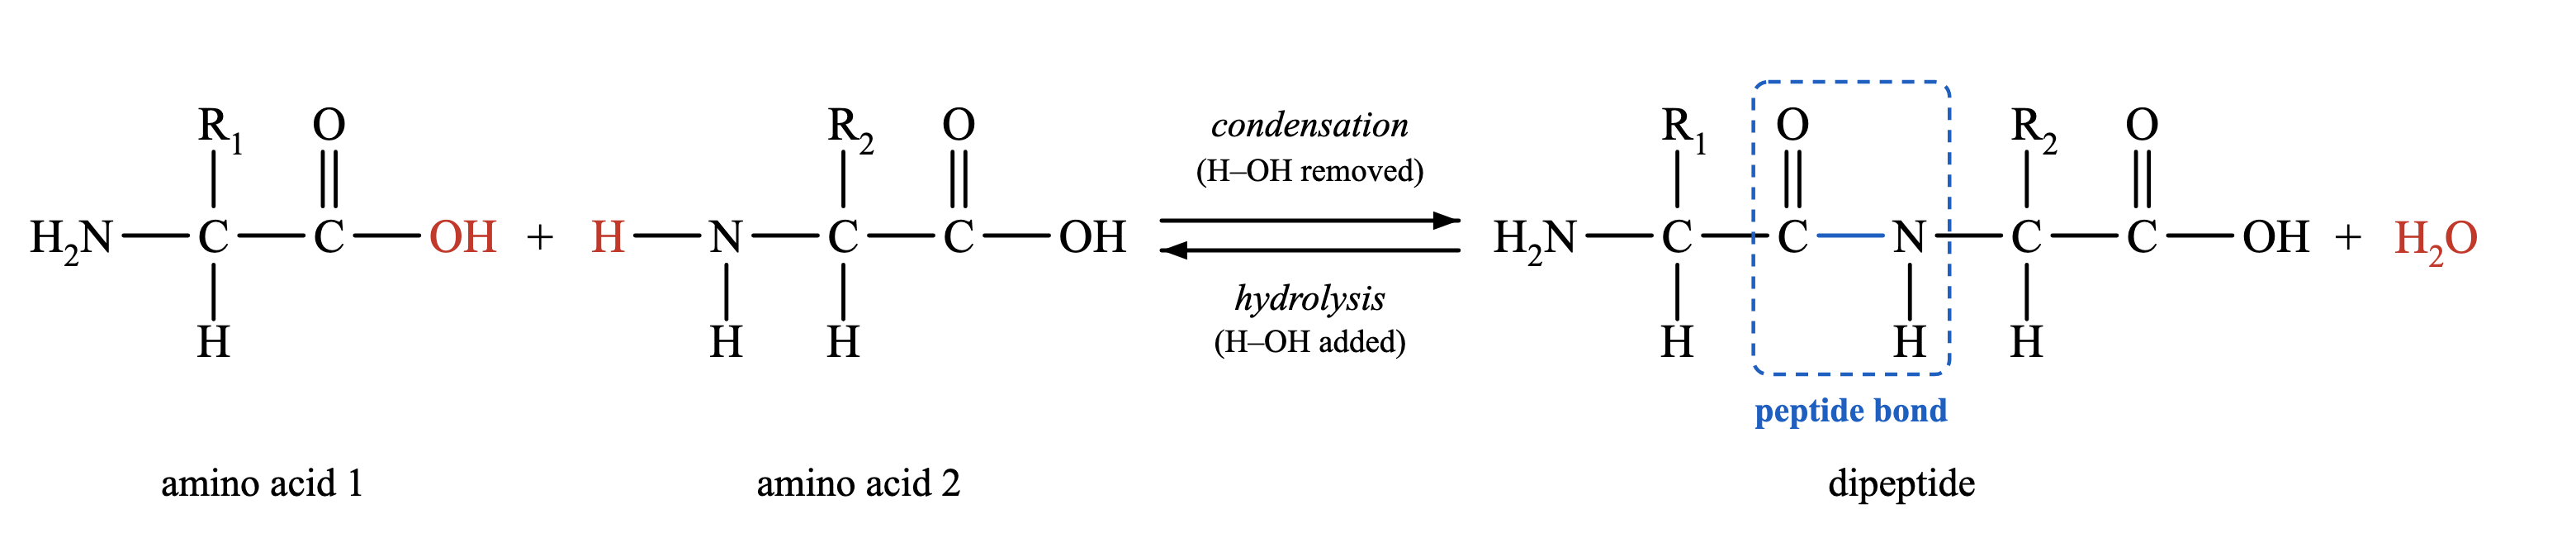 R₁ O R₂ O condensation R₁ O R₂ O
(H–OH removed)
H₂N C C OH + H N C C OH H₂N C C N C C OH + H₂O
hydrolysis
H H H (H–OH added) H H H
peptide bond
amino acid 1 amino acid 2 dipeptide